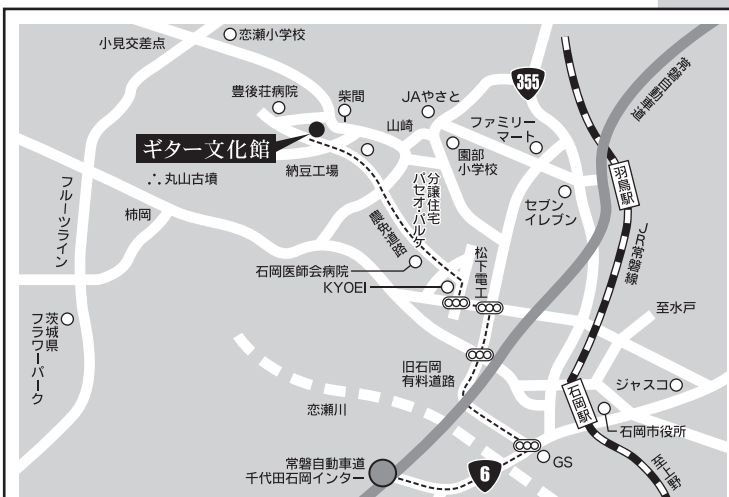 恋瀬小学校
小見交差点
355
常磐自動車道
豊後荘病院
柴間
JAやさと
ファミリー
マート
山崎
ギター文化館
園部
小学校
羽鳥駅
∴丸山古墳
納豆工場
分譲住宅
パセオ・パルケ
セブン
イレブン
フルーツライン
柿岡
農免道路
松下電工
JR常磐線
石岡医師会病院
KYOEI
至水戸
茨城県
フラワーパーク
旧石岡
有料道路
ジャスコ
石岡駅
恋瀬川
石岡市役所
常磐自動車道
千代田石岡インター
6
GS
至上野